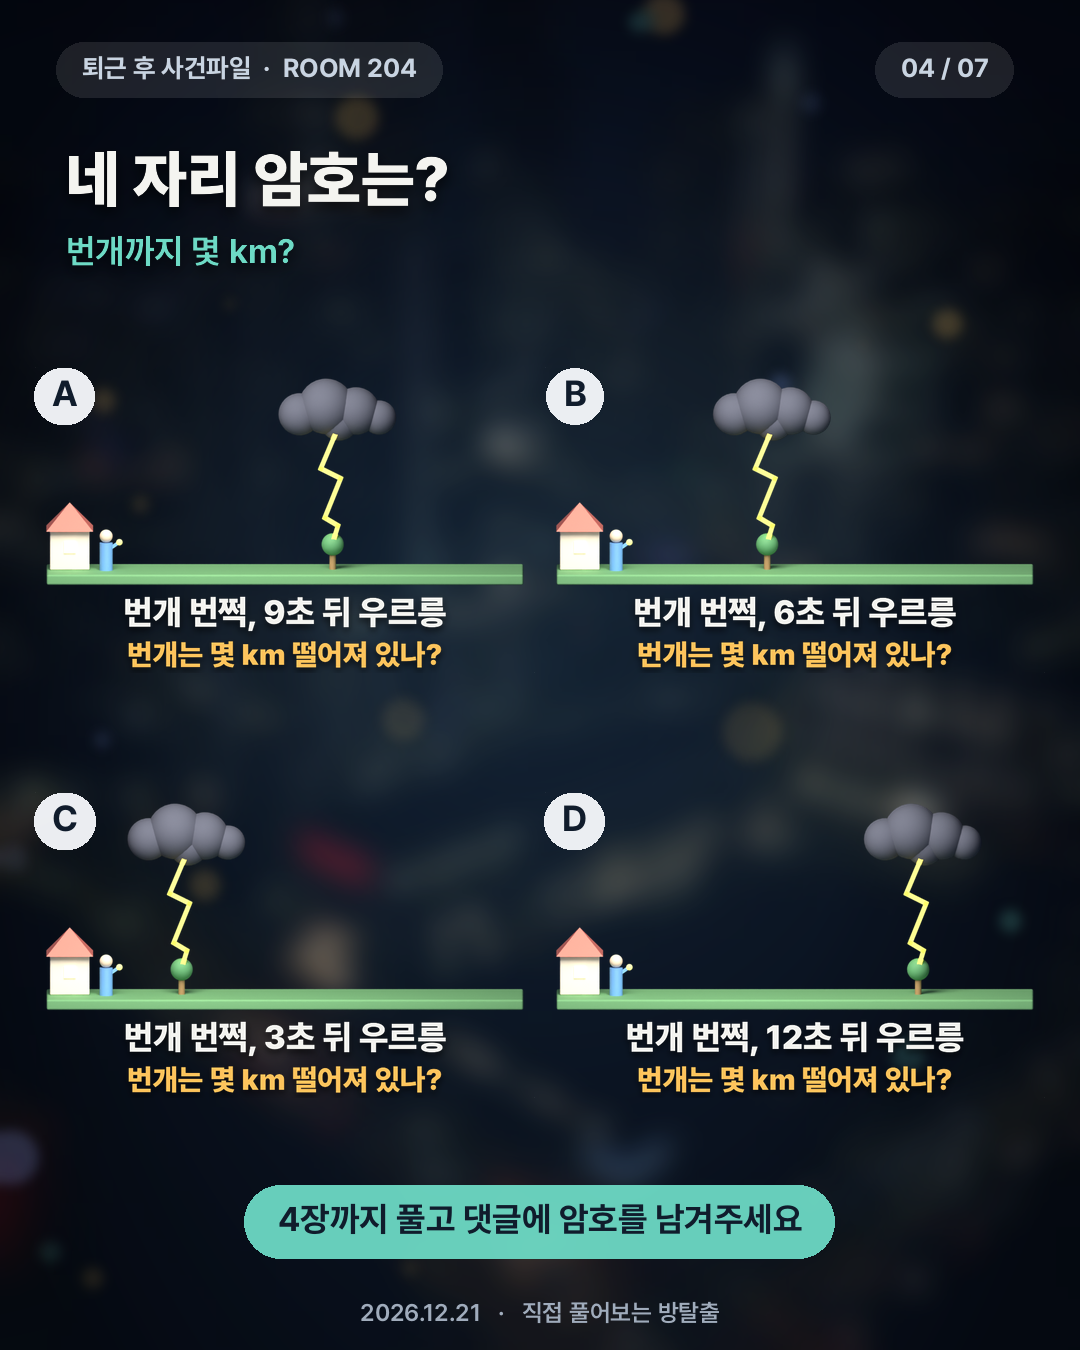 퇴근 후 사건파일 · ROOM 204
04 / 07
네 자리 암호는?
번개까지 몇 km?
A
B
번개 번쩍, 9초 뒤 우르릉
번개는 몇 km 떨어져 있나?
번개 번쩍, 6초 뒤 우르릉
번개는 몇 km 떨어져 있나?
C
D
번개 번쩍, 3초 뒤 우르릉
번개는 몇 km 떨어져 있나?
번개 번쩍, 12초 뒤 우르릉
번개는 몇 km 떨어져 있나?
4장까지 풀고 댓글에 암호를 남겨주세요
2026.12.21 · 직접 풀어보는 방탈출